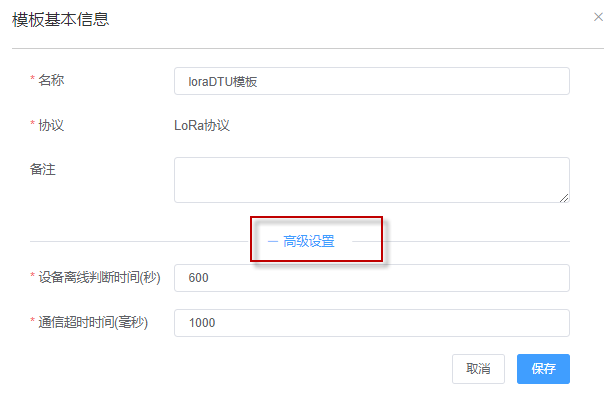 模板基本信息
* 名称
loraDTU模板
* 协议
LoRa协议
备注
高级设置
* 设备离线判断时间(秒)
600
* 通信超时时间(毫秒)
1000
取消
保存